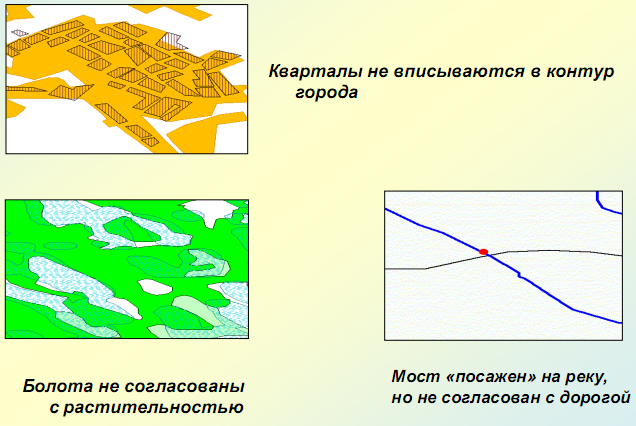 Кварталы не вписываются в контур
города
Болота не согласованы
с растительностью
Мост «посажен» на реку,
но не согласован с дорогой